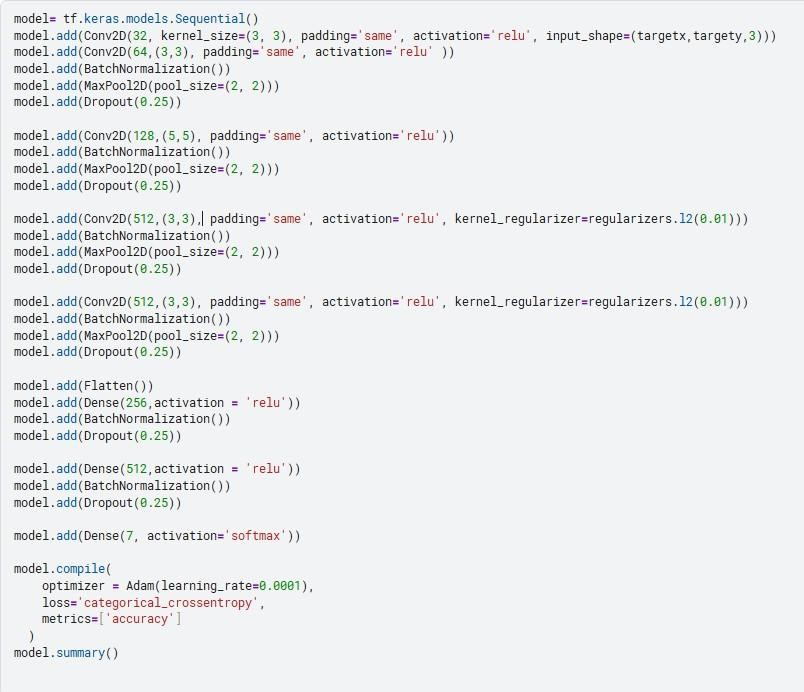 model= tf.keras.models.Sequential()
model.add(Conv2D(32, kernel_size=(3, 3), padding='same', activation='relu', input_shape=(targetx,targety,3)))
model.add(Conv2D(64,(3,3), padding='same', activation='relu' ))
model.add(BatchNormalization())
model.add(MaxPool2D(pool_size=(2, 2)))
model.add(Dropout(0.25))

model.add(Conv2D(128,(5,5), padding='same', activation='relu'))
model.add(BatchNormalization())
model.add(MaxPool2D(pool_size=(2, 2)))
model.add(Dropout(0.25))

model.add(Conv2D(512,(3,3), padding='same', activation='relu', kernel_regularizer=regularizers.l2(0.01)))
model.add(BatchNormalization())
model.add(MaxPool2D(pool_size=(2, 2)))
model.add(Dropout(0.25))

model.add(Conv2D(512,(3,3), padding='same', activation='relu', kernel_regularizer=regularizers.l2(0.01)))
model.add(BatchNormalization())
model.add(MaxPool2D(pool_size=(2, 2)))
model.add(Dropout(0.25))

model.add(Flatten())
model.add(Dense(256,activation = 'relu'))
model.add(BatchNormalization())
model.add(Dropout(0.25))

model.add(Dense(512,activation = 'relu'))
model.add(BatchNormalization())
model.add(Dropout(0.25))

model.add(Dense(7, activation='softmax'))

model.compile(
    optimizer = Adam(learning_rate=0.0001),
    loss='categorical_crossentropy',
    metrics=['accuracy']
  )
model.summary()